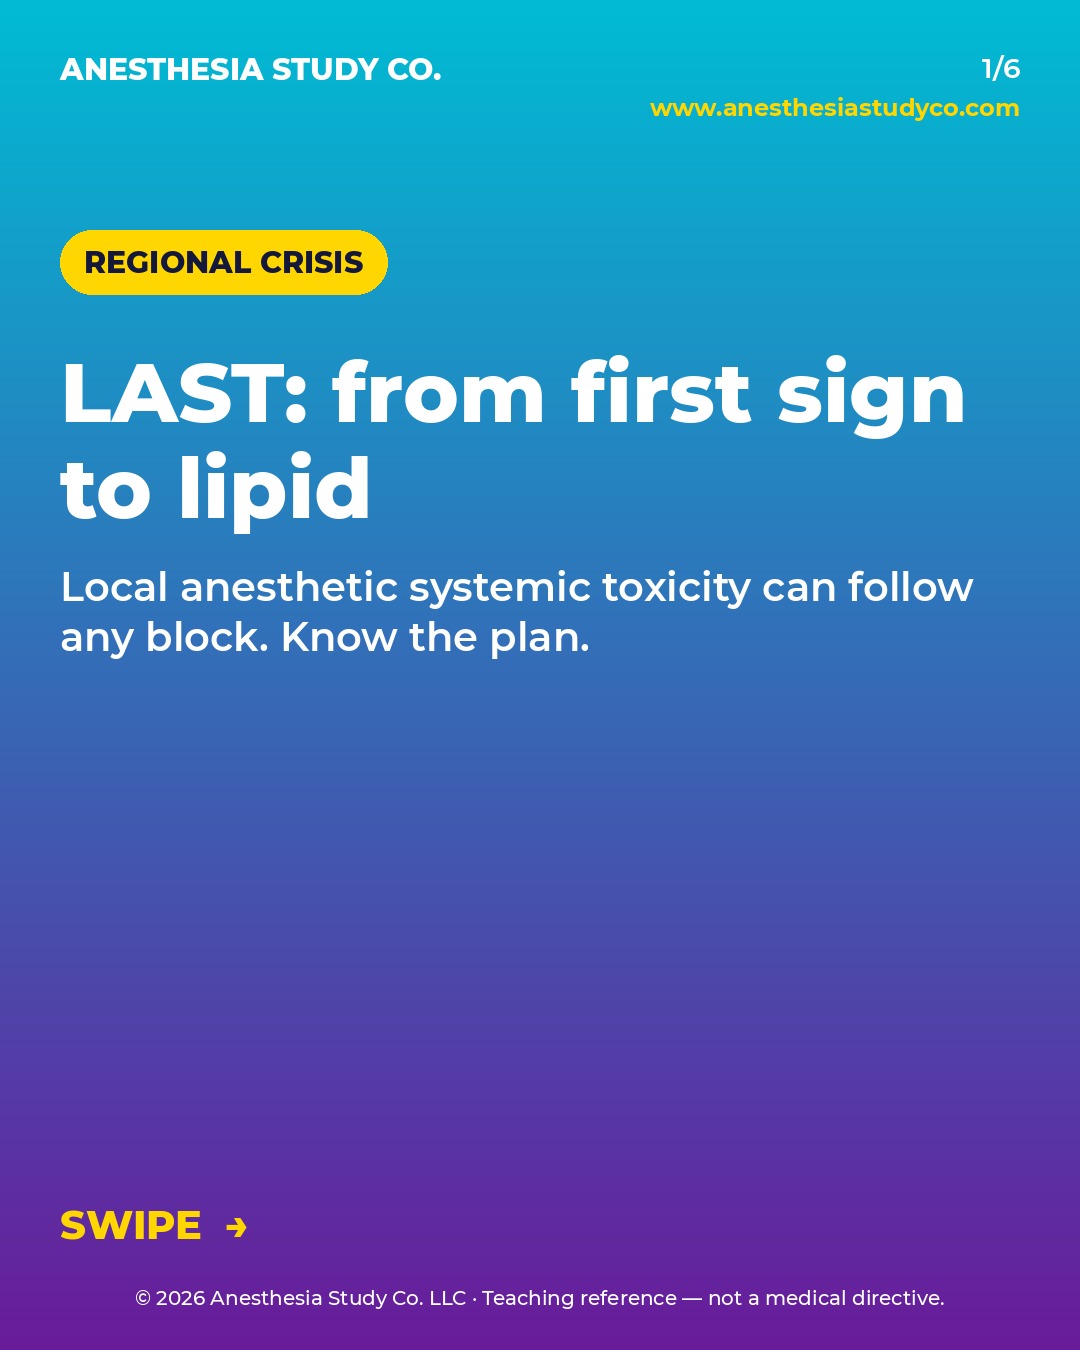 ANESTHESIA STUDY CO.
1/6
www.anesthesiastudyco.com
REGIONAL CRISIS
LAST: from first sign
to lipid
Local anesthetic systemic toxicity can follow
any block. Know the plan.
SWIPE →
© 2026 Anesthesia Study Co. LLC · Teaching reference — not a medical directive.